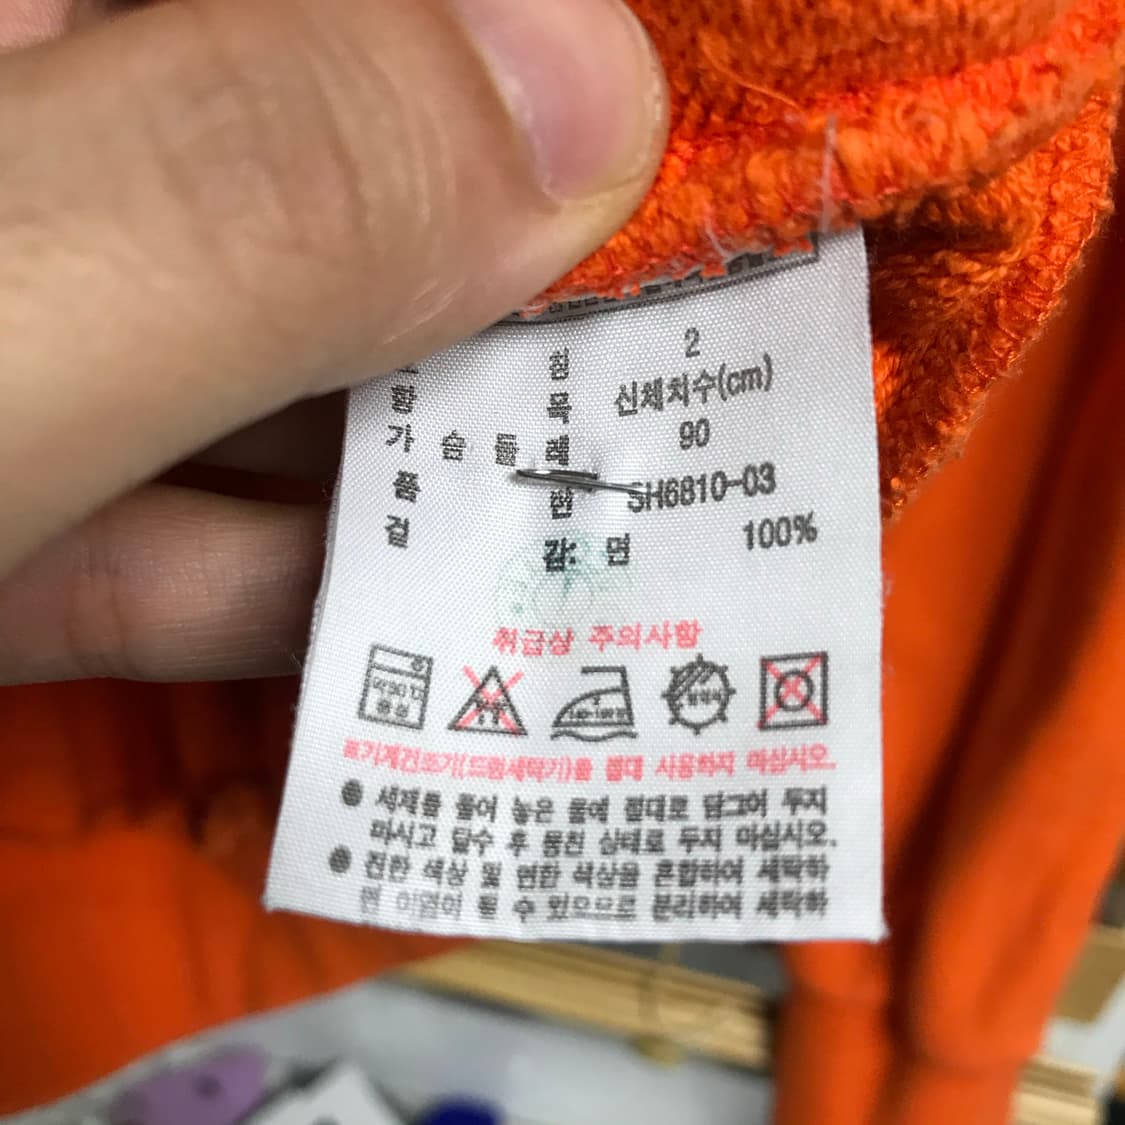 2
호칭
항목 신체치수(cm)
가슴둘레 90
품번 SH6810-03
겉감: 면 100%
취급상 주의사항
약30℃
중성
※기계건조기(드럼세탁기)를 절대 사용하지 마십시오.
● 세제를 풀어 놓은 물에 절대로 담그어 두지
마시고 탈수 후 뭉친 상태로 두지 마십시오.
● 진한 색상 및 연한 색상을 혼합하여 세탁하
면 이염이 될 수 있으므로 분리하여 세탁하